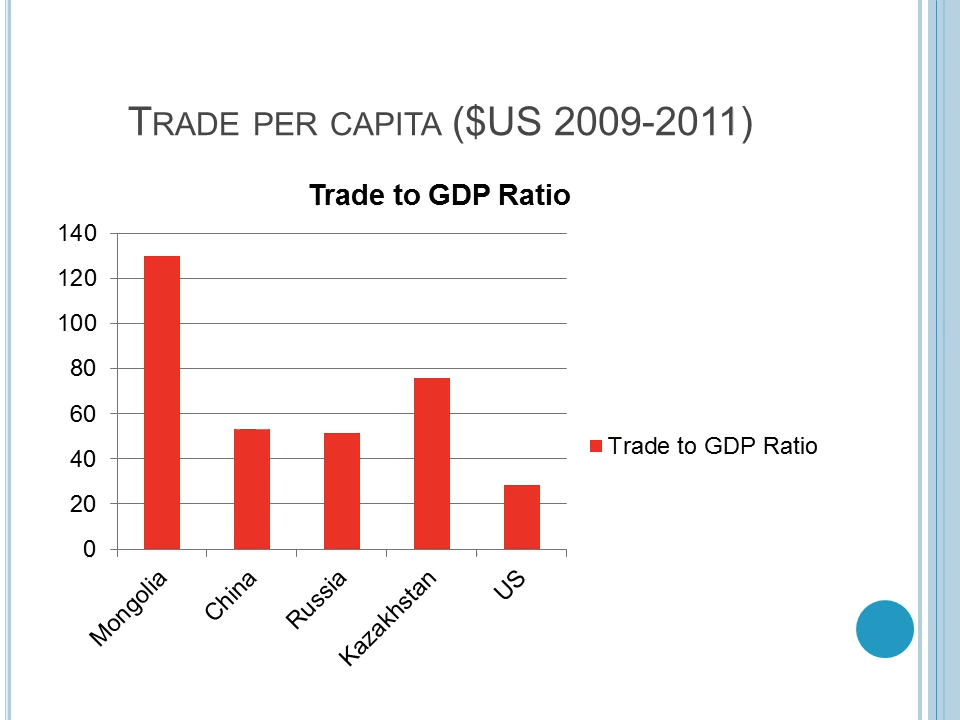 TRADE PER CAPITA ($US 2009-2011)
Trade to GDP Ratio
140
120
100
80
60
40
20
0
Mongolia
China
Russia
Kazakhstan
US
Trade to GDP Ratio